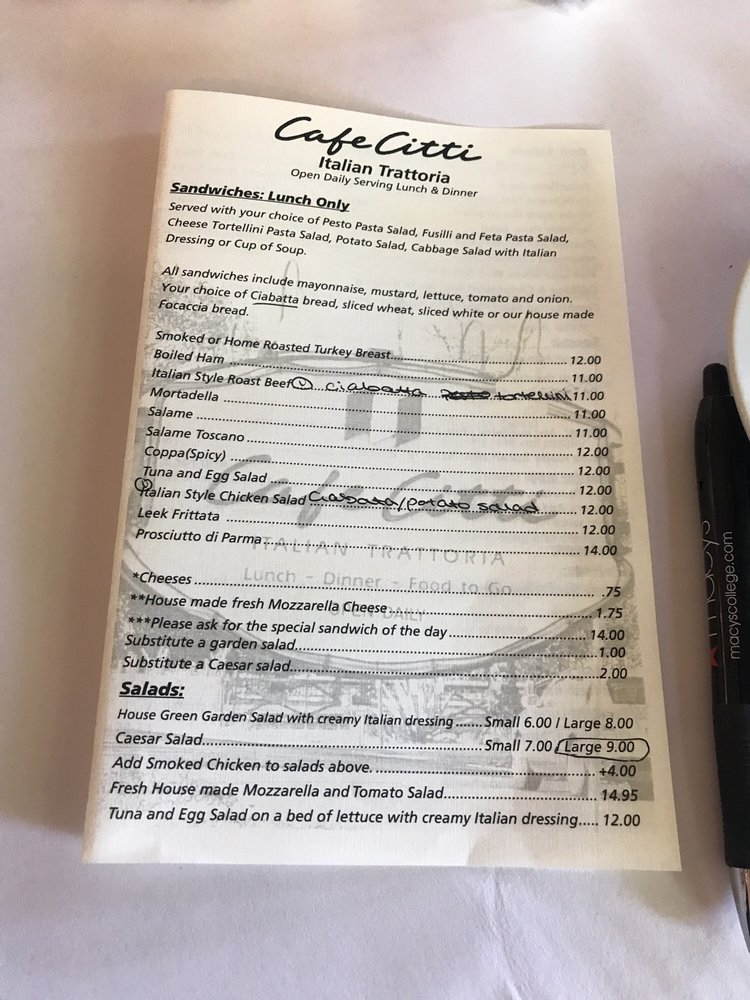 Cafe Citti
Italian Trattoria
Open Daily Serving Lunch & Dinner
Sandwiches: Lunch Only
Served with your choice of Pesto Pasta Salad, Fusilli and Feta Pasta Salad,
Cheese Tortellini Pasta Salad, Potato Salad, Cabbage Salad with Italian
Dressing or Cup of Soup.
All sandwiches include mayonnaise, mustard, lettuce, tomato and onion.
Your choice of Ciabatta bread, sliced wheat, sliced white or our house made
Focaccia bread.
Smoked or Home Roasted Turkey Breast 12.00
Boiled Ham 11.00
Italian Style Roast Beef ciabatta tortellini 11.00
Mortadella 11.00
Salame 11.00
Salame Toscano 12.00
Coppa(Spicy) 12.00
Tuna and Egg Salad 12.00
Italian Style Chicken Salad Ciabatta/potato salad 12.00
Leek Frittata 12.00
Prosciutto di Parma 14.00
*Cheeses .75
**House made fresh Mozzarella Cheese 1.75
***Please ask for the special sandwich of the day 14.00
Substitute a garden salad 1.00
Substitute a Caesar salad 2.00
Salads:
House Green Garden Salad with creamy Italian dressing Small 6.00 / Large 8.00
Caesar Salad Small 7.00 / Large 9.00
Add Smoked Chicken to salads above. +4.00
Fresh House made Mozzarella and Tomato Salad 14.95
Tuna and Egg Salad on a bed of lettuce with creamy Italian dressing 12.00
Cafe Citti
ITALIAN TRATTORIA
Lunch - Dinner - Food to Go
OPEN DAILY
macys
macyscollege.com